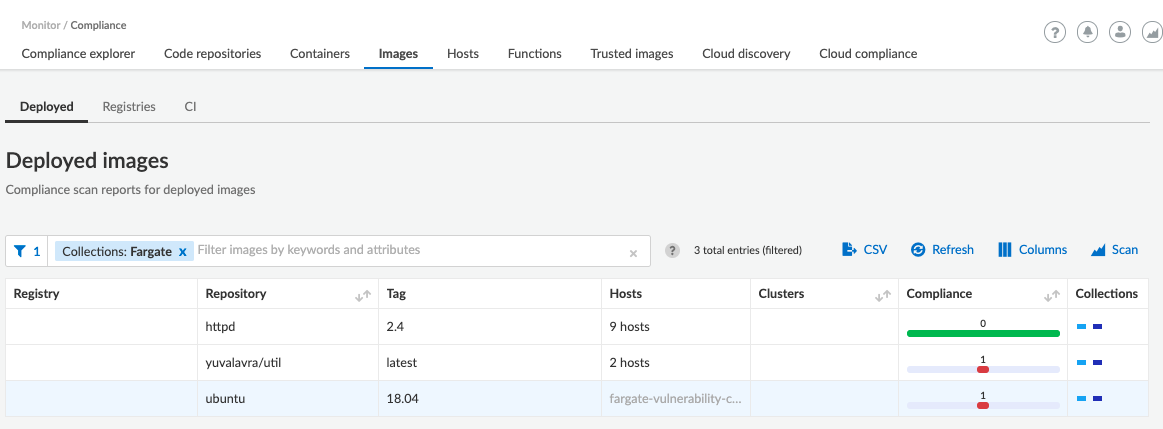 Monitor / Compliance
?
Compliance explorer Code repositories Containers Images Hosts Functions Trusted images Cloud discovery Cloud compliance
Deployed Registries CI
Deployed images
Compliance scan reports for deployed images
1 Collections: Fargate x Filter images by keywords and attributes × ? 3 total entries (filtered) CSV Refresh Columns Scan
Registry Repository Tag Hosts Clusters Compliance Collections
httpd 2.4 9 hosts 0
yuvalavra/util latest 2 hosts 1
ubuntu 18.04 fargate-vulnerability-c... 1